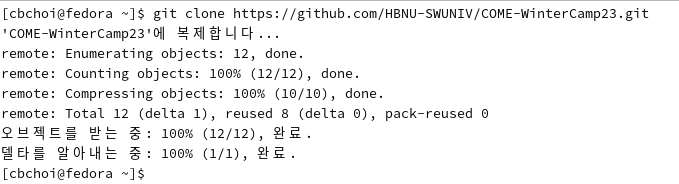 [cbchoi@fedora ~]$ git clone https://github.com/HBNU-SWUNIV/COME-WinterCamp23.git
'COME-WinterCamp23'에 복제합니다...
remote: Enumerating objects: 12, done.
remote: Counting objects: 100% (12/12), done.
remote: Compressing objects: 100% (10/10), done.
remote: Total 12 (delta 1), reused 8 (delta 0), pack-reused 0
오브젝트를 받는 중: 100% (12/12), 완료.
델타를 알아내는 중: 100% (1/1), 완료.
[cbchoi@fedora ~]$